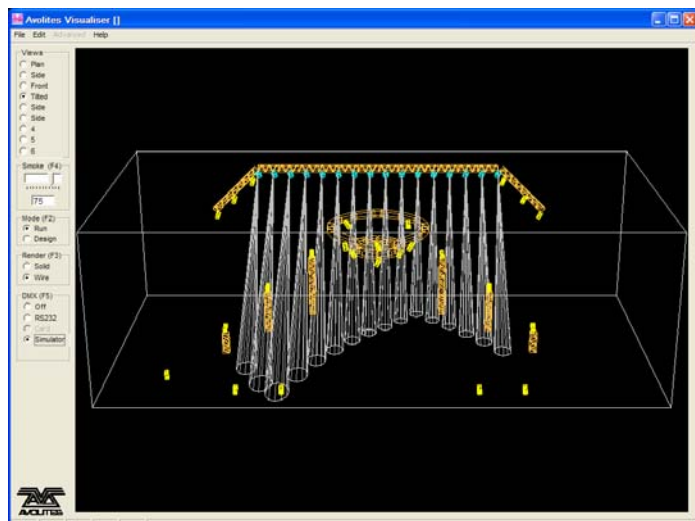 Avolites Visualiser []
File Edit Advanced Help
Views
Plan
Side
Front
Tilted
Side
Side
4
5
6
Smoke (F4)
75
Mode (F2)
Run
Design
Render (F3)
Solid
Wire
DMX (F5)
Off
RS232
Simulator
AVOLITES